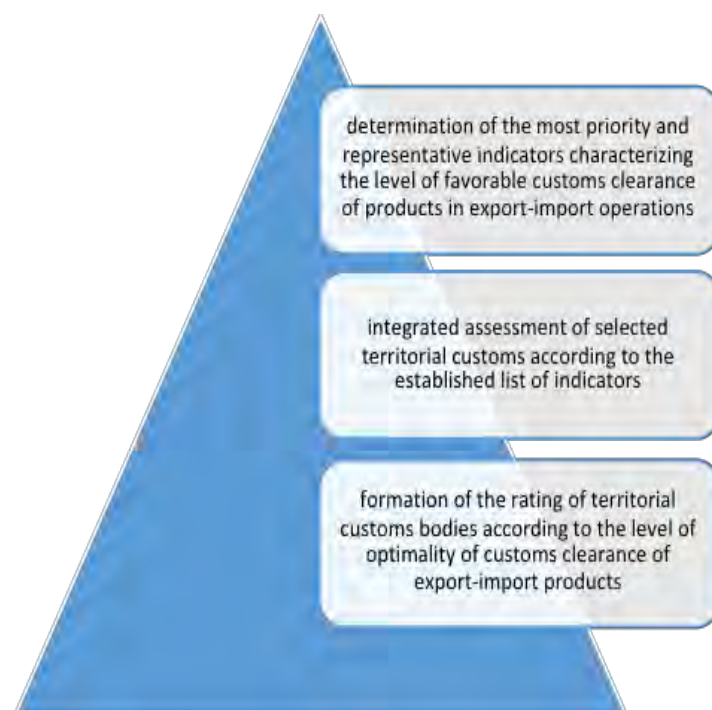 determination of the most priority and
representative indicators characterizing
the level of favorable customs clearance
of products in export-import operations
integrated assessment of selected
territorial customs according to the
established list of indicators
formation of the rating of territorial
customs bodies according to the level of
optimality of customs clearance of
export-import products